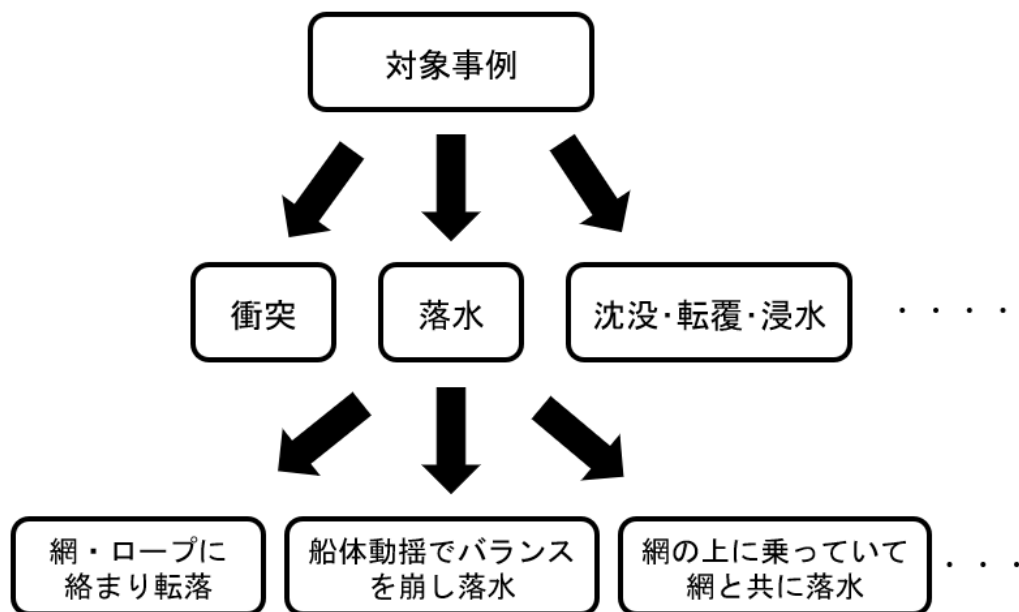 対象事例
衝突
落水
沈没・転覆・浸水
・・・・
網・ロープに
絡まり転落
船体動揺でバランス
を崩し落水
網の上に乗っていて
網と共に落水
・・・